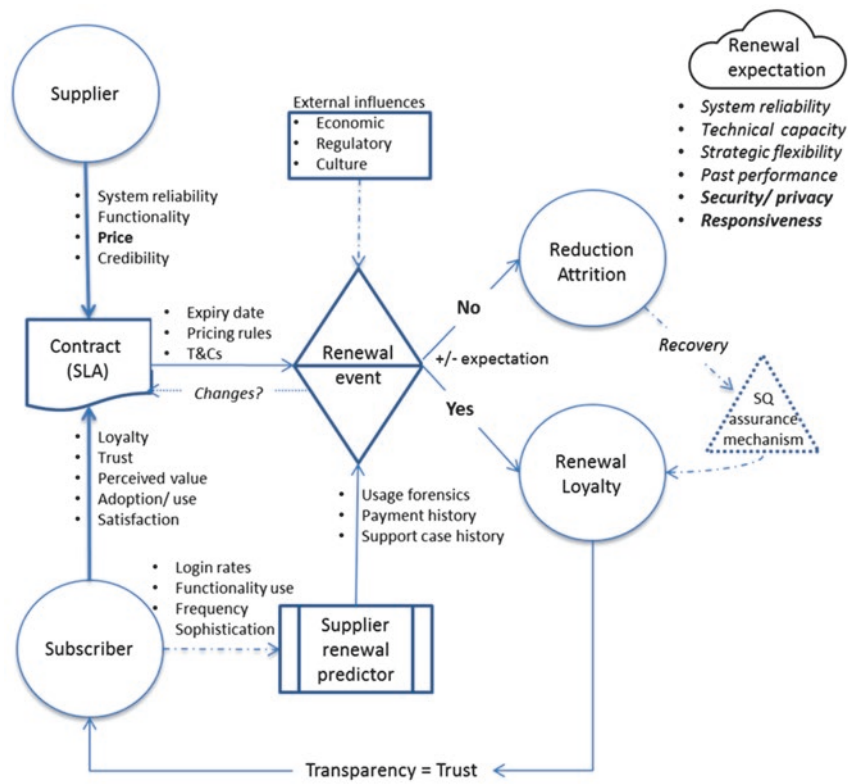 Supplier
• System reliability
• Functionality
• Price
• Credibility
External influences
• Economic
• Regulatory
• Culture
Renewal
expectation
• System reliability
• Technical capacity
• Strategic flexibility
• Past performance
• Security/ privacy
• Responsiveness
Contract
(SLA)
• Expiry date
• Pricing rules
• T&Cs
Changes?
Renewal
event
No
+/- expectation
Yes
Reduction
Attrition
Recovery
SQ
assurance
mechanism
Renewal
Loyalty
• Loyalty
• Trust
• Perceived value
• Adoption/ use
• Satisfaction
• Usage forensics
• Payment history
• Support case history
Subscriber
• Login rates
• Functionality use
• Frequency
Sophistication
Supplier
renewal
predictor
Transparency = Trust